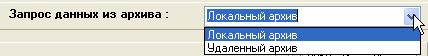 Запрос данных из архива : Локальный архив
Локальный архив
Удаленный архив